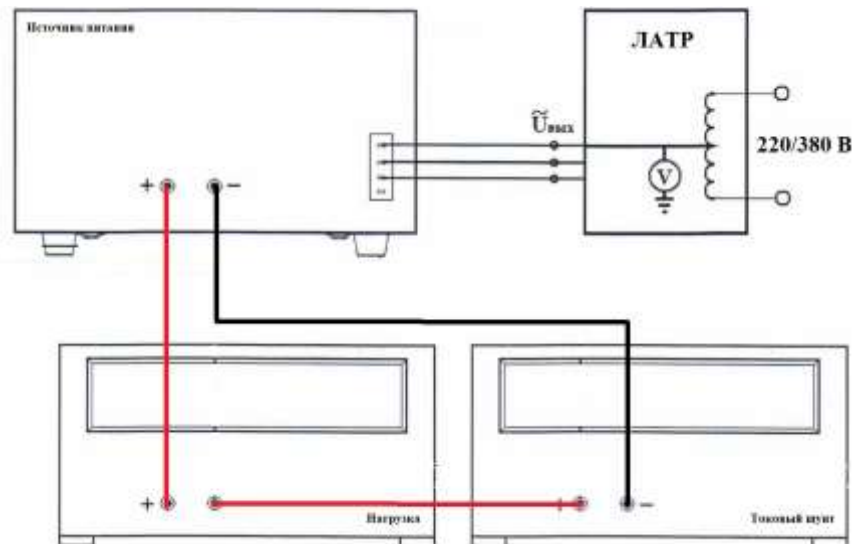 Источник питания
ЛАТР
Ũвых
220/380 В
V
+ −
+
Нагрузка
+ −
Токовый шунт